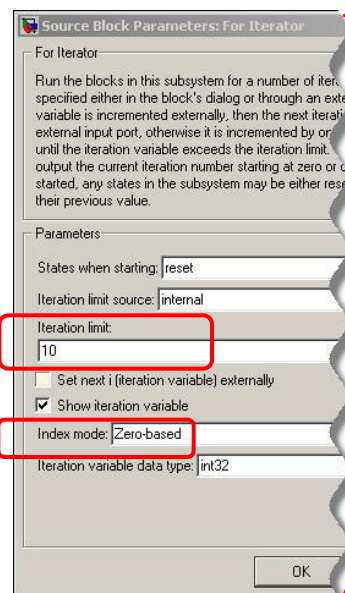 Source Block Parameters: For Iterator
For Iterator
Run the blocks in this subsystem for a number of
specified either in the block's dialog or through an
variable is incremented externally, then the next
external input port, otherwise it is incremented by
until the iteration variable exceeds the iteration limit.
output the current iteration number starting at zero or
started, any states in the subsystem may be either
their previous value.
Parameters
States when starting: reset
Iteration limit source: internal
Iteration limit:
10
Set next i (iteration variable) externally
Show iteration variable
Index mode: Zero-based
Iteration variable data type: int32
OK